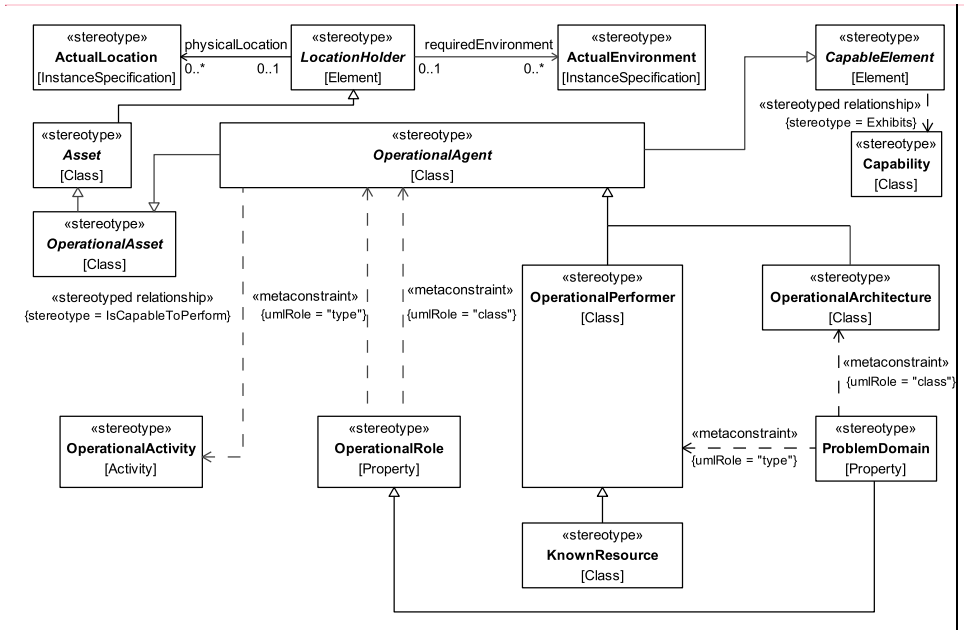 «stereotype»
ActualLocation
[InstanceSpecification]
physicalLocation
0..*
0..1
«stereotype»
LocationHolder
[Element]
requiredEnvironment
0..1
0..*
«stereotype»
ActualEnvironment
[InstanceSpecification]
«stereotype»
CapableElement
[Element]
«stereotyped relationship»
{stereotype = Exhibits}
«stereotype»
Capability
[Class]
«stereotype»
Asset
[Class]
«stereotype»
OperationalAgent
[Class]
«stereotype»
OperationalAsset
[Class]
«stereotyped relationship»
{stereotype = IsCapableToPerform}
«metaconstraint»
{umlRole = "type"}
«metaconstraint»
{umlRole = "class"}
«stereotype»
OperationalPerformer
[Class]
«stereotype»
OperationalArchitecture
[Class]
«metaconstraint»
{umlRole = "class"}
«stereotype»
OperationalActivity
[Activity]
«stereotype»
OperationalRole
[Property]
«metaconstraint»
{umlRole = "type"}
«stereotype»
ProblemDomain
[Property]
«stereotype»
KnownResource
[Class]